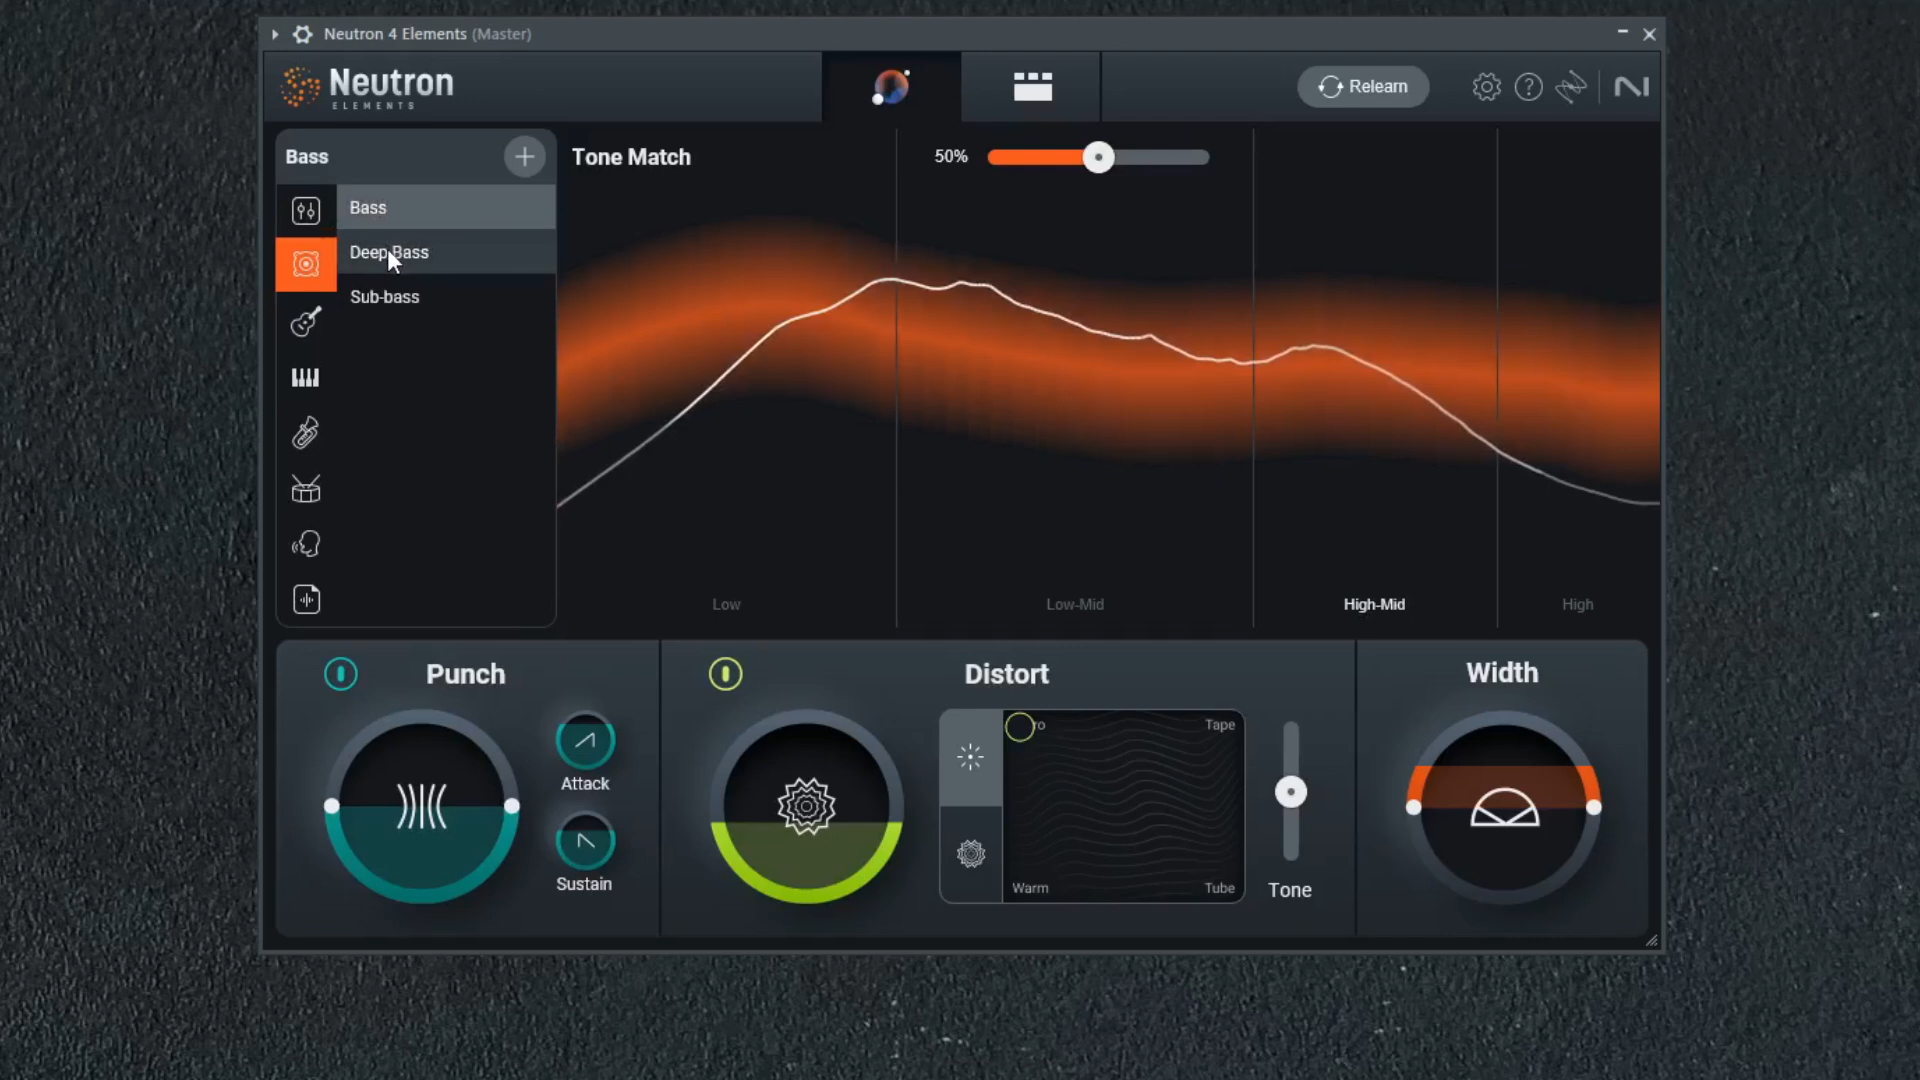 Neutron 4 Elements (Master)
Neutron
ELEMENTS
Relearn
Bass
Tone Match
50%
Bass
Deep Bass
Sub-bass
Low
Low-Mid
High-Mid
High
Punch
Distort
Width
Attack
Sustain
Tape
Warm
Tube
Tone